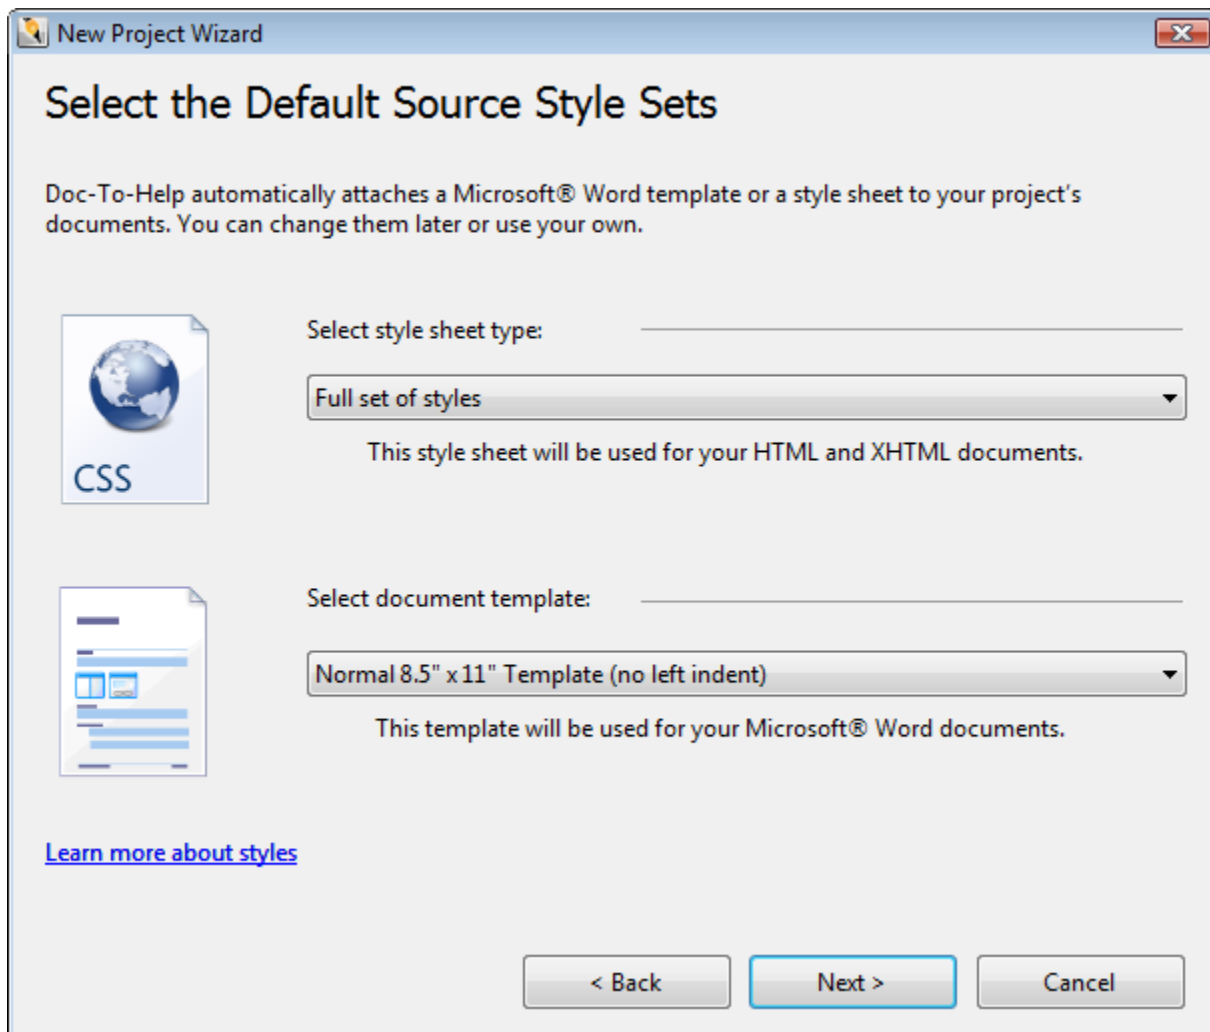 New Project Wizard
Select the Default Source Style Sets
Doc-To-Help automatically attaches a Microsoft® Word template or a style sheet to your project's
documents. You can change them later or use your own.
Select style sheet type:
CSS
Full set of styles
This style sheet will be used for your HTML and XHTML documents.
Select document template:
Normal 8.5" x 11" Template (no left indent)
This template will be used for your Microsoft® Word documents.
Learn more about styles
< Back
Next >
Cancel